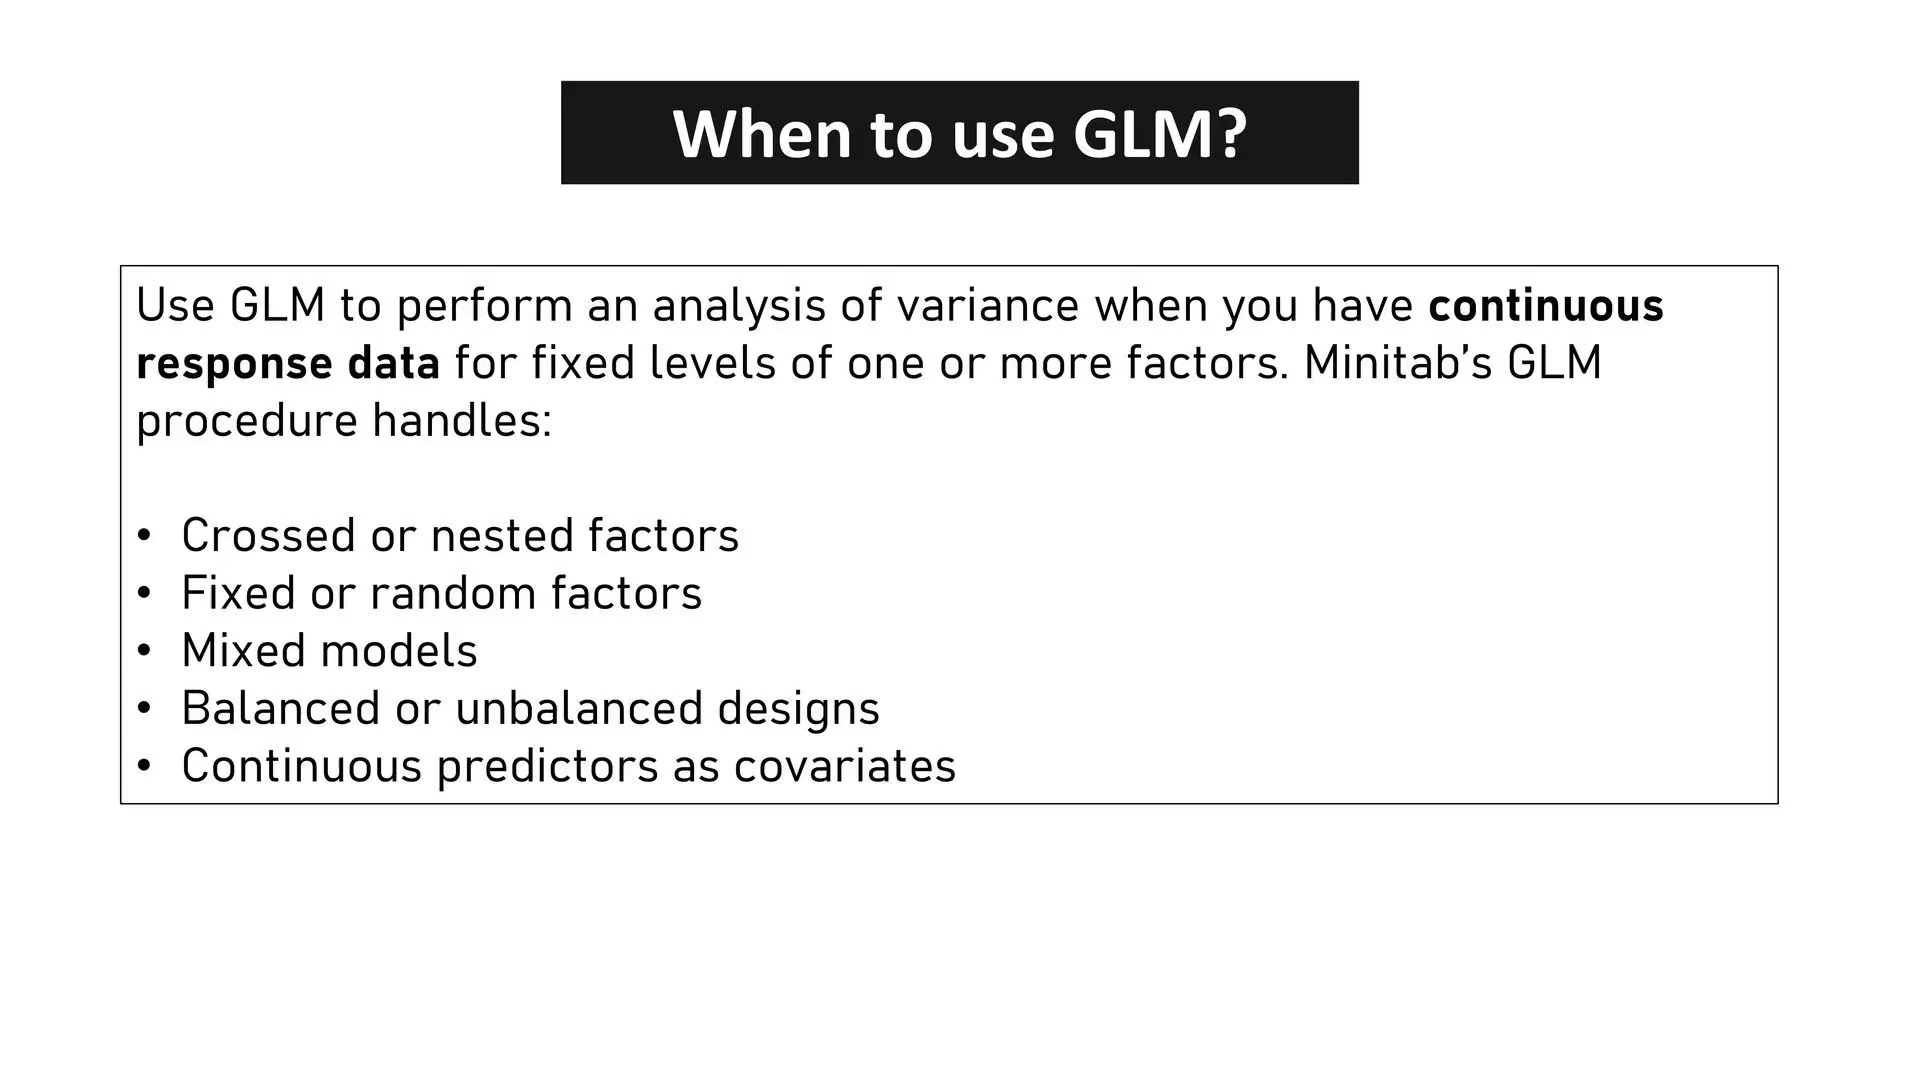 When to use GLM?
Use GLM to perform an analysis of variance when you have continuous
response data for fixed levels of one or more factors. Minitab’s GLM
procedure handles:
• Crossed or nested factors
• Fixed or random factors
• Mixed models
• Balanced or unbalanced designs
• Continuous predictors as covariates